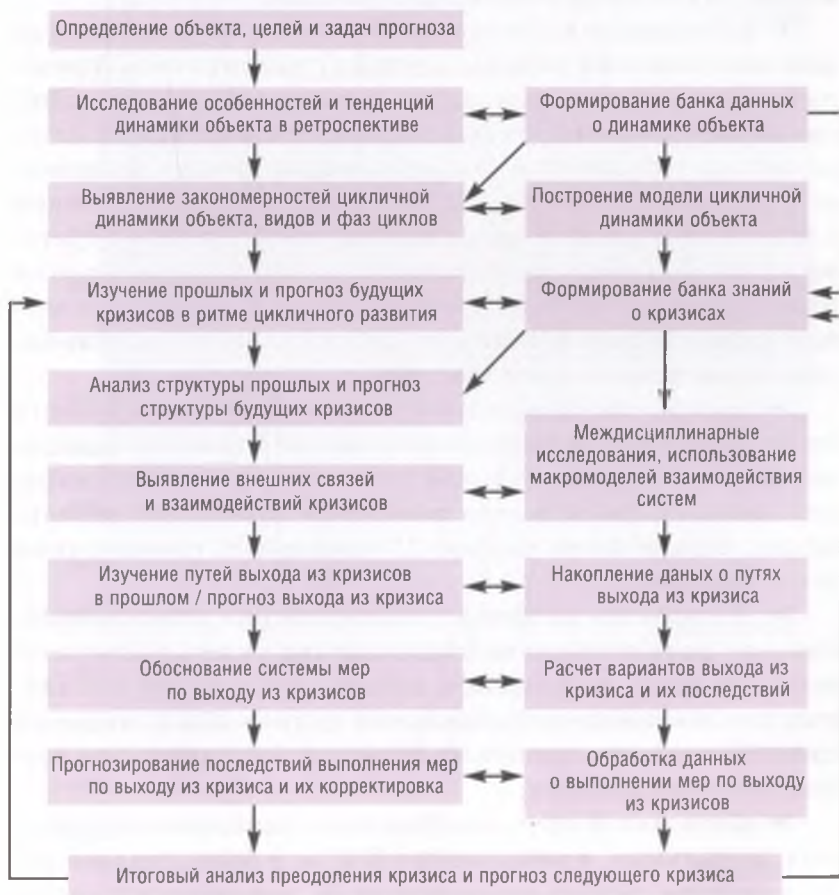 Определение объекта, целей и задач прогноза
Исследование особенностей и тенденций
динамики объекта в ретроспективе
Формирование банка данных
о динамике объекта
Выявление закономерностей цикличной
динамики объекта, видов и фаз циклов
Построение модели цикличной
динамики объекта
Изучение прошлых и прогноз будущих
кризисов в ритме цикличного развития
Формирование банка знаний
о кризисах
Анализ структуры прошлых и прогноз
структуры будущих кризисов
Междисциплинарные
исследования, использование
макромоделей взаимодействия
систем
Выявление внешних связей
и взаимодействий кризисов
Изучение путей выхода из кризисов
в прошлом / прогноз выхода из кризиса
Накопление даных о путях
выхода из кризиса
Обоснование системы мер
по выходу из кризисов
Расчет вариантов выхода из
кризиса и их последствий
Прогнозирование последствий выполнения мер
по выходу из кризиса и их корректировка
Обработка данных
о выполнении мер по выходу
из кризисов
Итоговый анализ преодоления кризиса и прогноз следующего кризиса